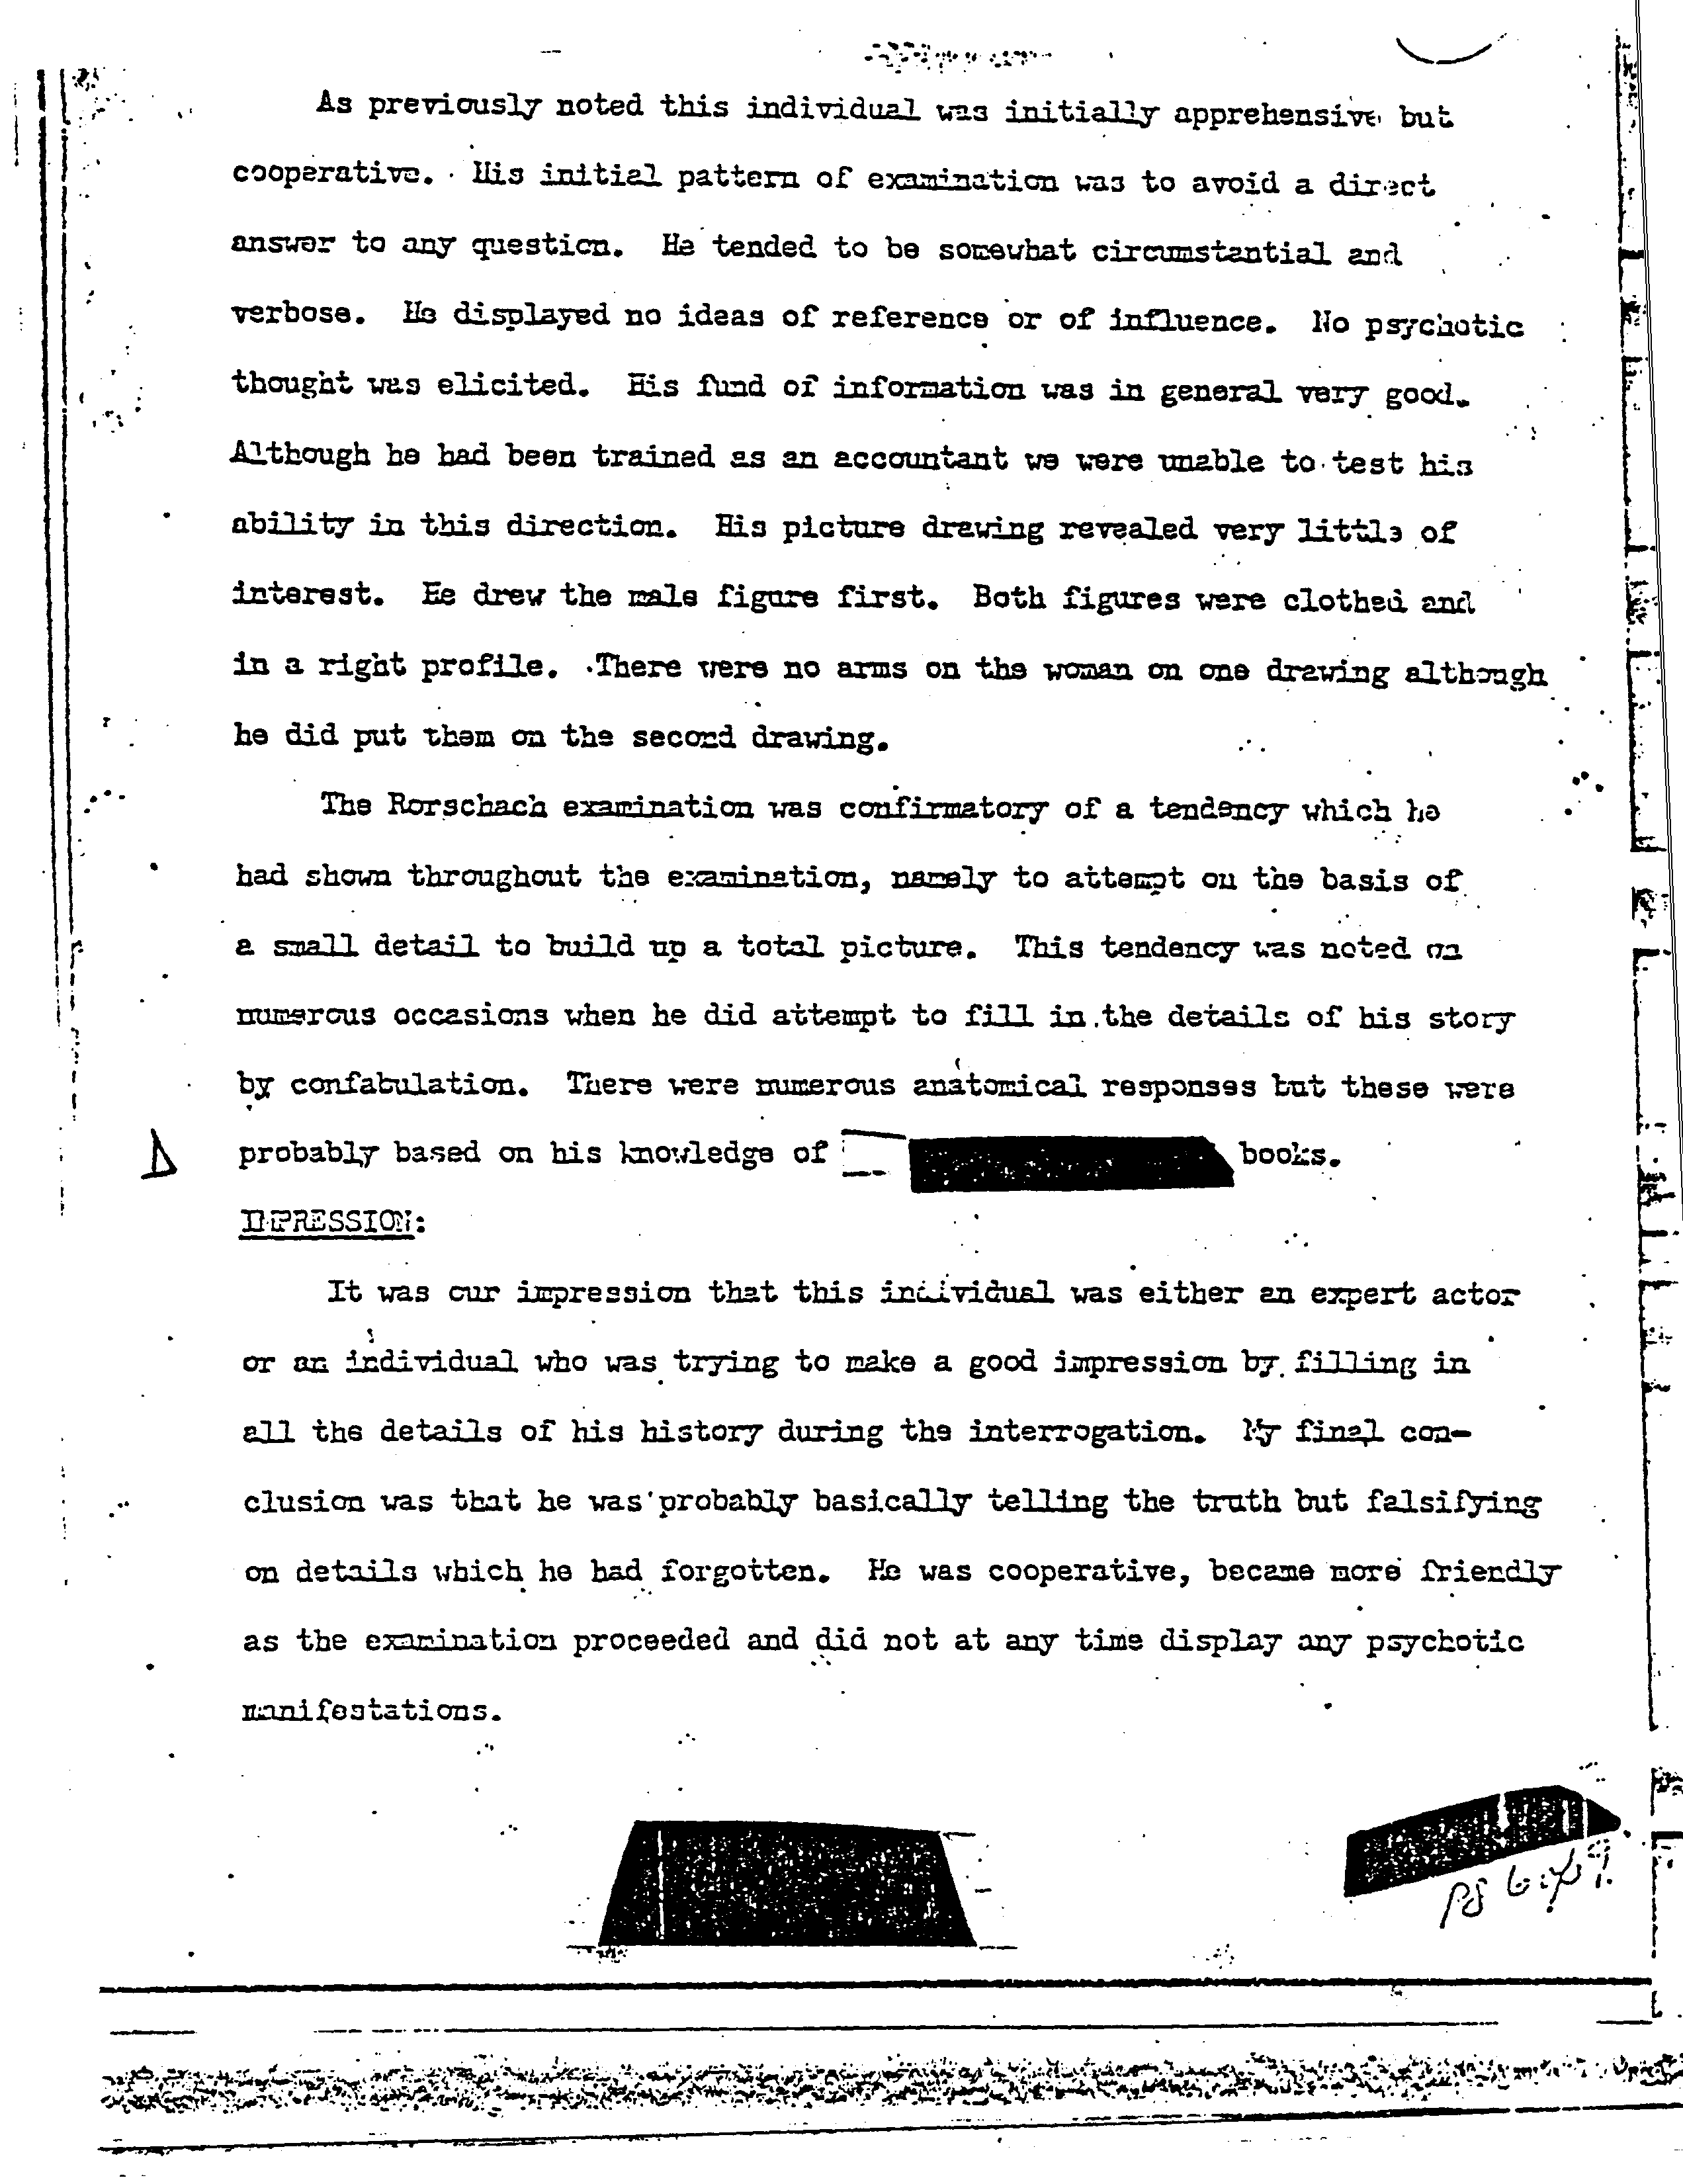 As previously noted this individual was initially apprehensive but
cooperative. His initial pattern of examination was to avoid a direct
answer to any question. He tended to be somewhat circumstantial and
verbose. He displayed no ideas of reference or of influence. No psychotic
thought was elicited. His fund of information was in general very good.
Although he had been trained as an accountant we were unable to test his
ability in this direction. His picture drawing revealed very little of
interest. He drew the male figure first. Both figures were clothed and
in a right profile. There were no arms on the woman on one drawing although
he did put them on the second drawing.
The Rorschach examination was confirmatory of a tendency which he
had shown throughout the examination, namely to attempt on the basis of
a small detail to build up a total picture. This tendency was noted on
numerous occasions when he did attempt to fill in the details of his story
by confabulation. There were numerous anatomical responses but these were
probably based on his knowledge of books.
IMPRESSION:
It was our impression that this individual was either an expert actor
or an individual who was trying to make a good impression by filling in
all the details of his history during the interrogation. My final con-
clusion was that he was probably basically telling the truth but falsifying
on details which he had forgotten. He was cooperative, became more friendly
as the examination proceeded and did not at any time display any psychotic
manifestations.